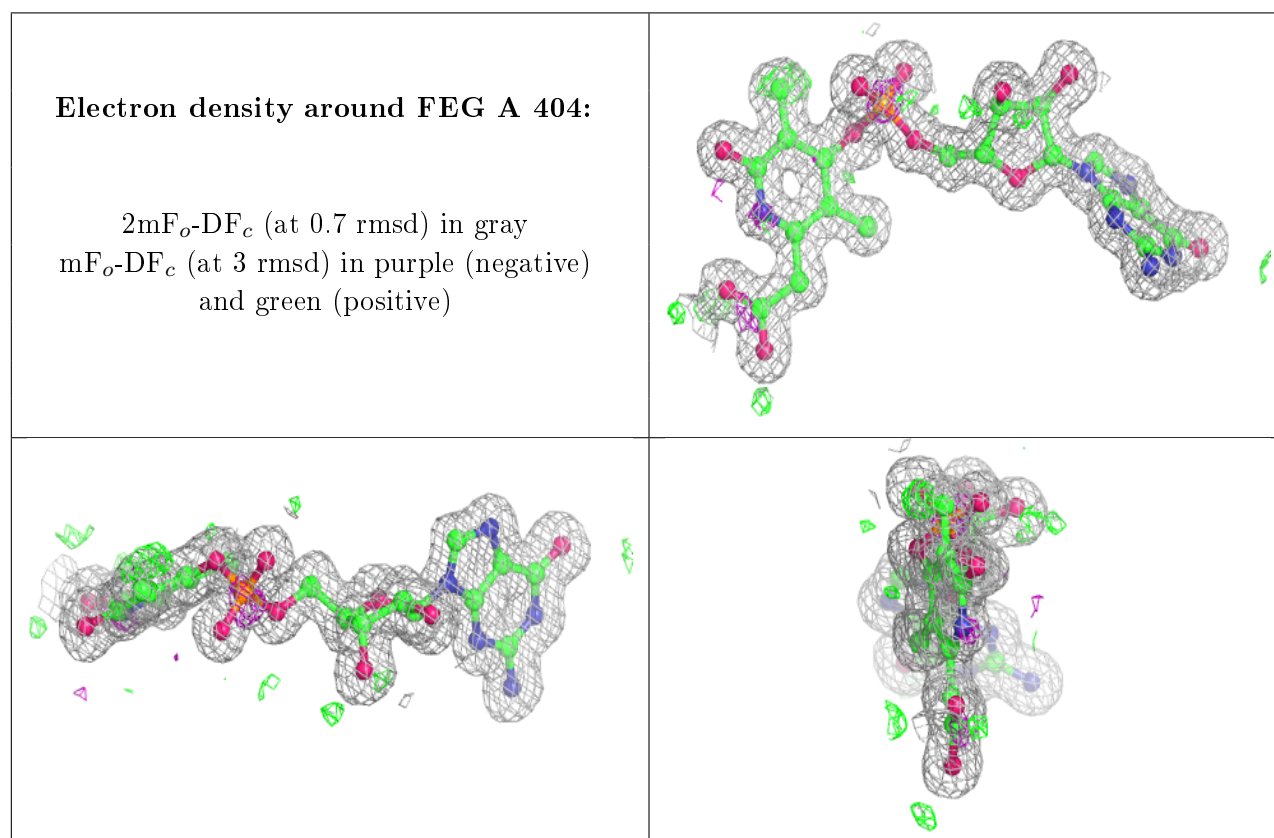 Electron density around FEG A 404:
2mFo-DFc (at 0.7 rmsd) in gray
mFo-DFc (at 3 rmsd) in purple (negative)
and green (positive)